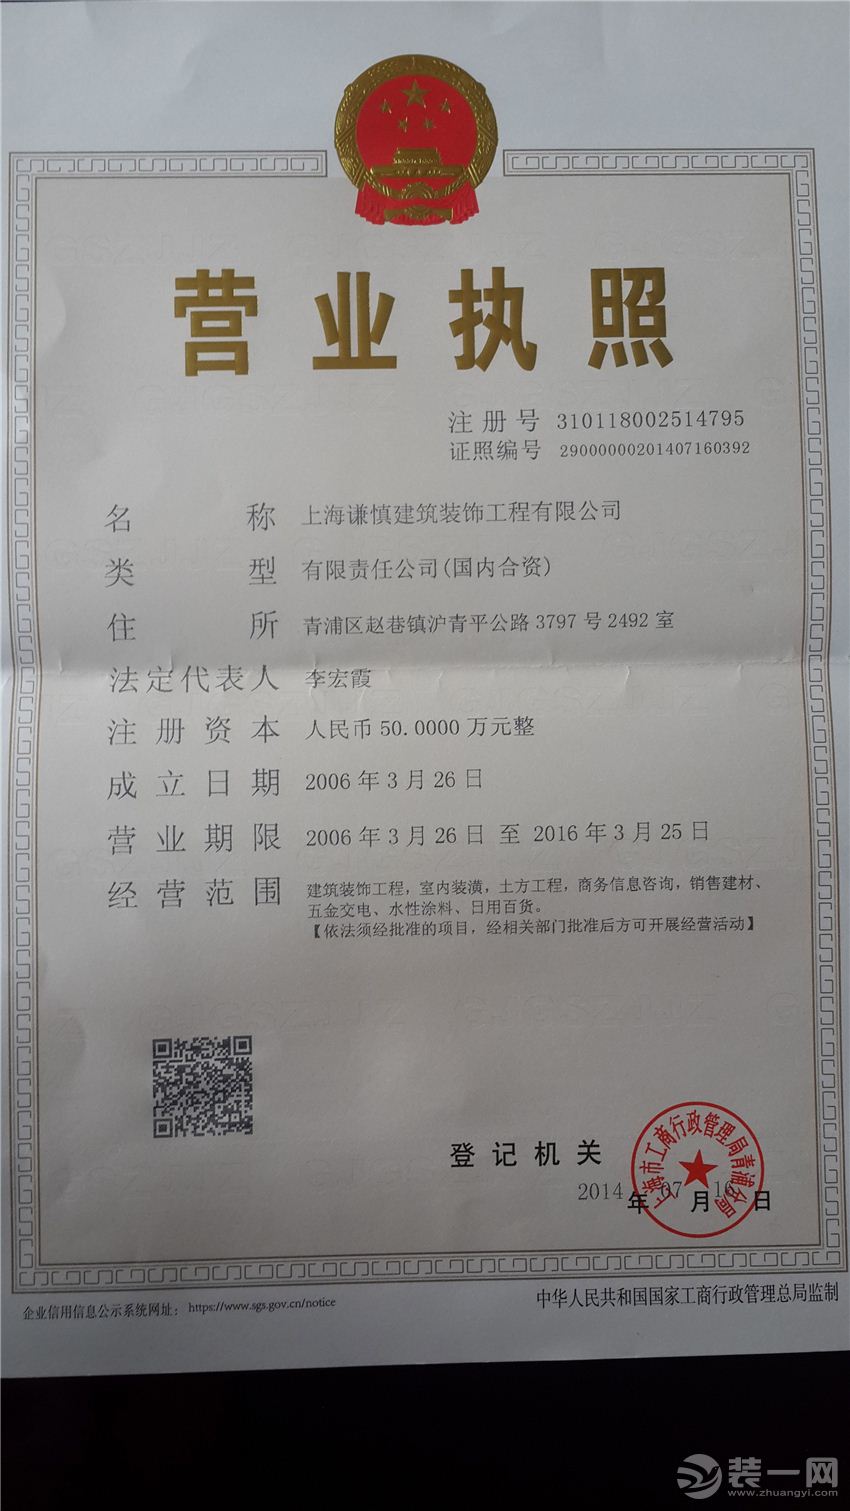 营业执照
注册号 310118002514795
证照编号 29000000201407160392
名称 上海谦慎建筑装饰工程有限公司
类型 有限责任公司(国内合资)
住所 青浦区赵巷镇沪青平公路3797号2492室
法定代表人 李宏霞
注册资本 人民币50.0000万元整
成立日期 2006年3月26日
营业期限 2006年3月26日 至 2016年3月25日
经营范围 建筑装饰工程，室内装潢，土方工程，商务信息咨询，销售建材、
五金交电、水性涂料、日用百货。
【依法须经批准的项目，经相关部门批准后方可开展经营活动】
登记机关
上海市工商行政管理局青浦分局
2014年07月16日
企业信用信息公示系统网址： https://www.sgs.gov.cn/notice
中华人民共和国国家工商行政管理总局监制
装一网
www.zhuangyi.com